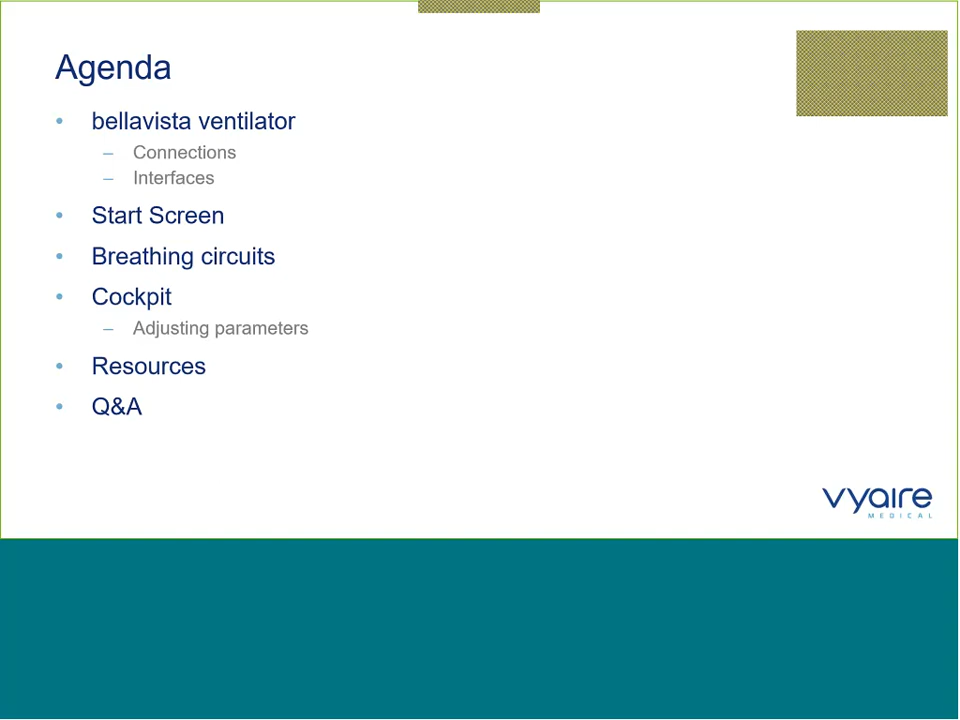 Agenda
• bellavista ventilator
– Connections
– Interfaces
• Start Screen
• Breathing circuits
• Cockpit
– Adjusting parameters
• Resources
• Q&A
vyaire
MEDICAL